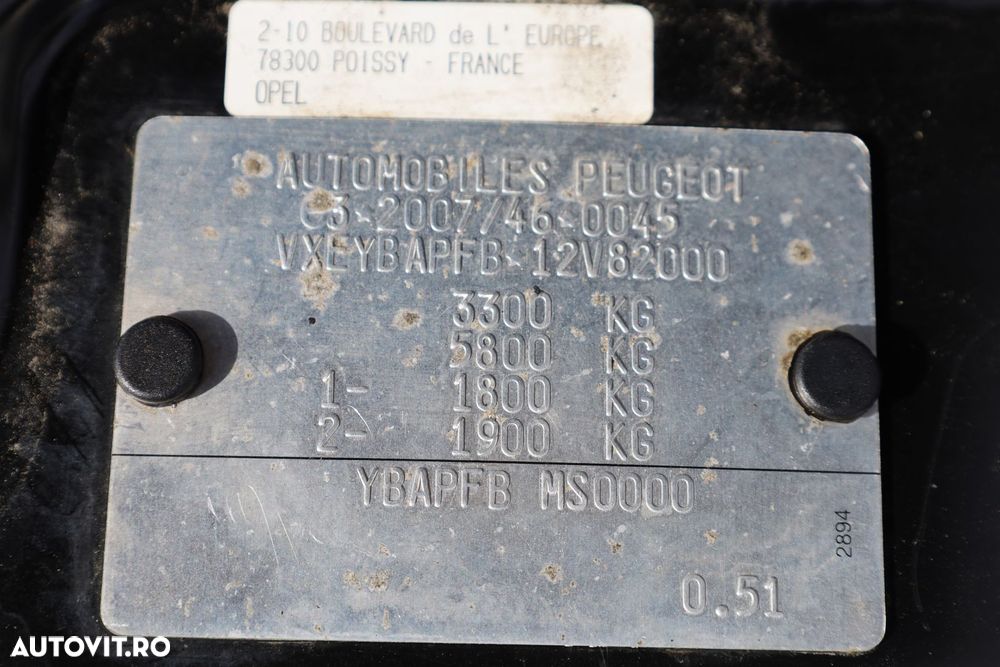 2-10 BOULEVARD de L' EUROPE
78300 POISSY - FRANCE
OPEL
AUTOMOBILES PEUGEOT
*2007/46*0045
VXEYBAPFB 12V82000
3300 KG
5800 KG
1- 1800 KG
2- 1900 KG
YBAPFB MS0000
2894
0.51
AUTOVIT.RO